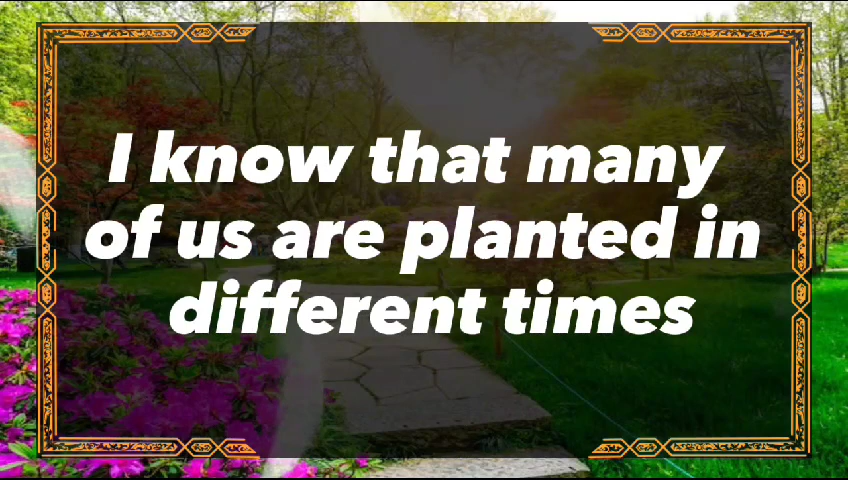 I know that many
of us are planted in
different times